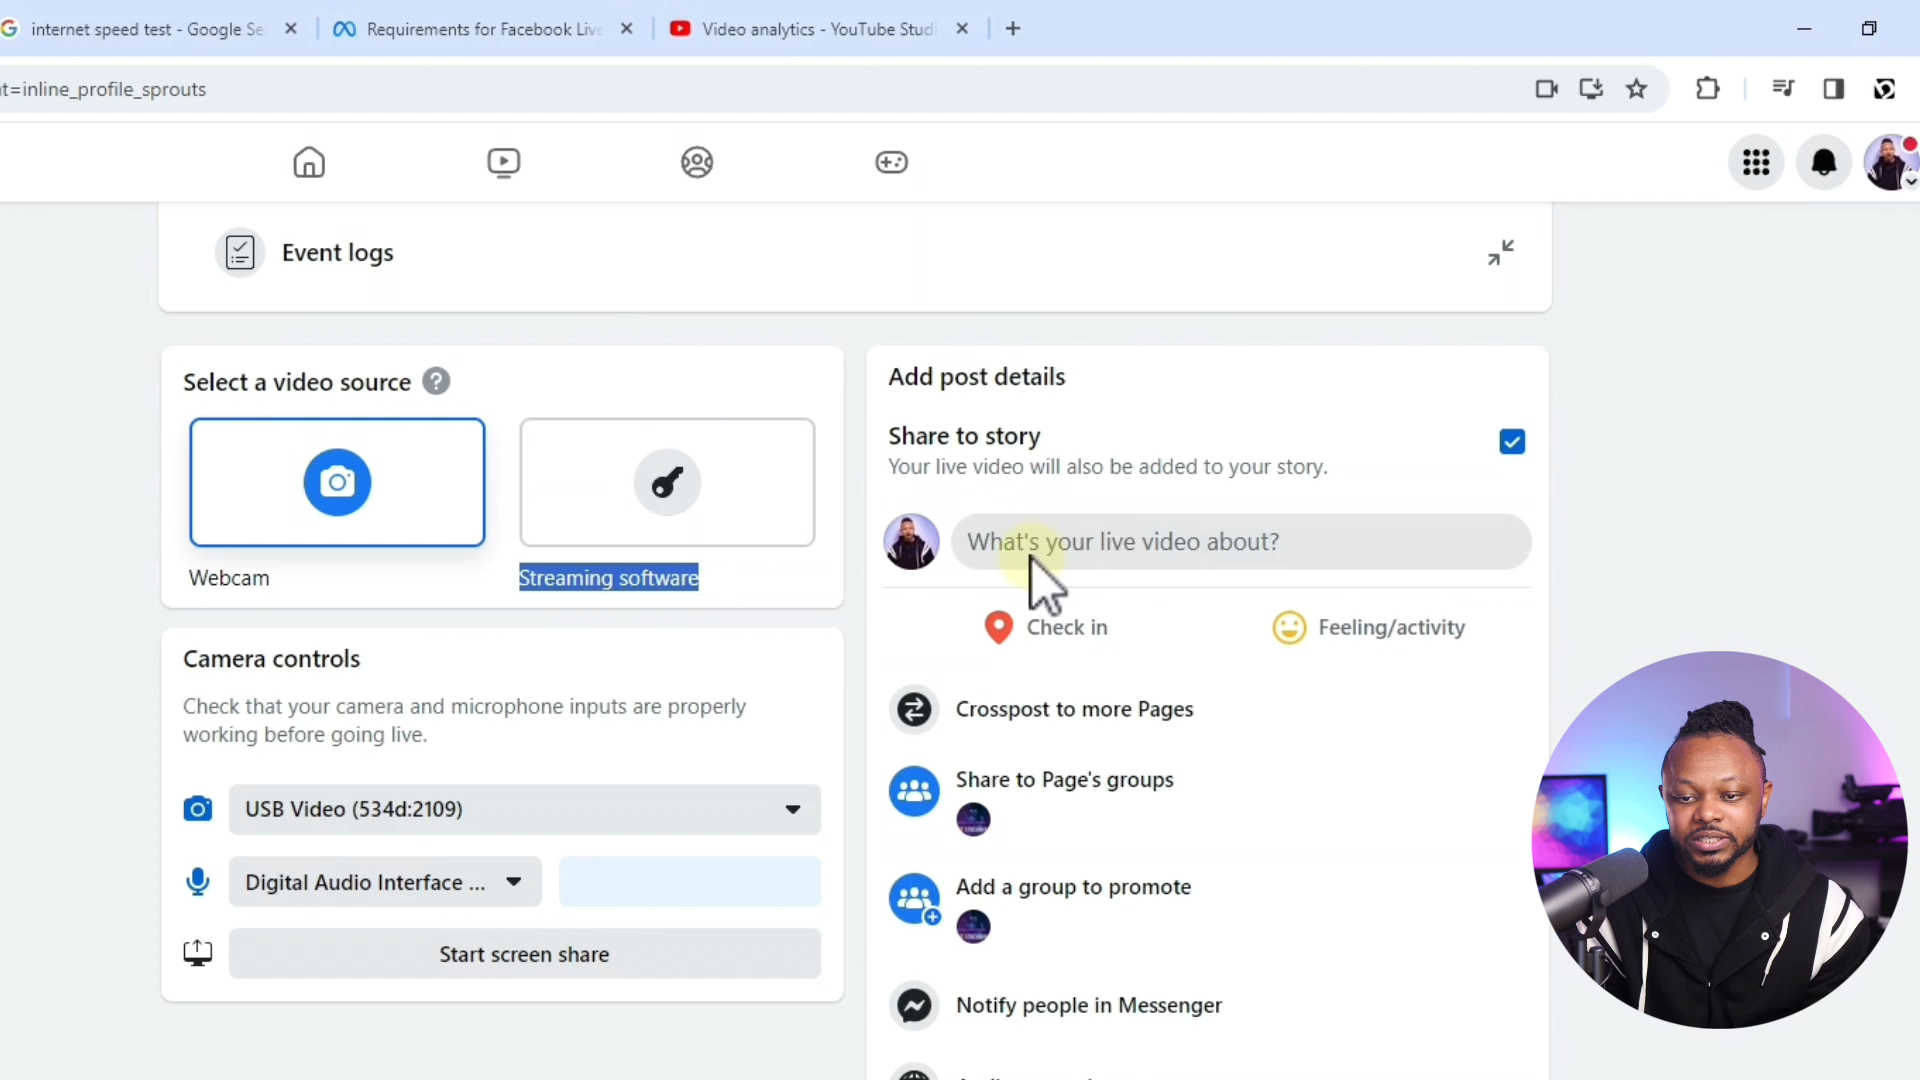 internet speed test - Google Se
Requirements for Facebook Live
Video analytics - YouTube Studi
t=inline_profile_sprouts
Event logs
Select a video source ?
Webcam
Streaming software
Camera controls
Check that your camera and microphone inputs are properly
working before going live.
USB Video (534d:2109)
Digital Audio Interface ...
Start screen share
Add post details
Share to story
Your live video will also be added to your story.
What's your live video about?
Check in
Feeling/activity
Crosspost to more Pages
Share to Page's groups
Add a group to promote
Notify people in Messenger